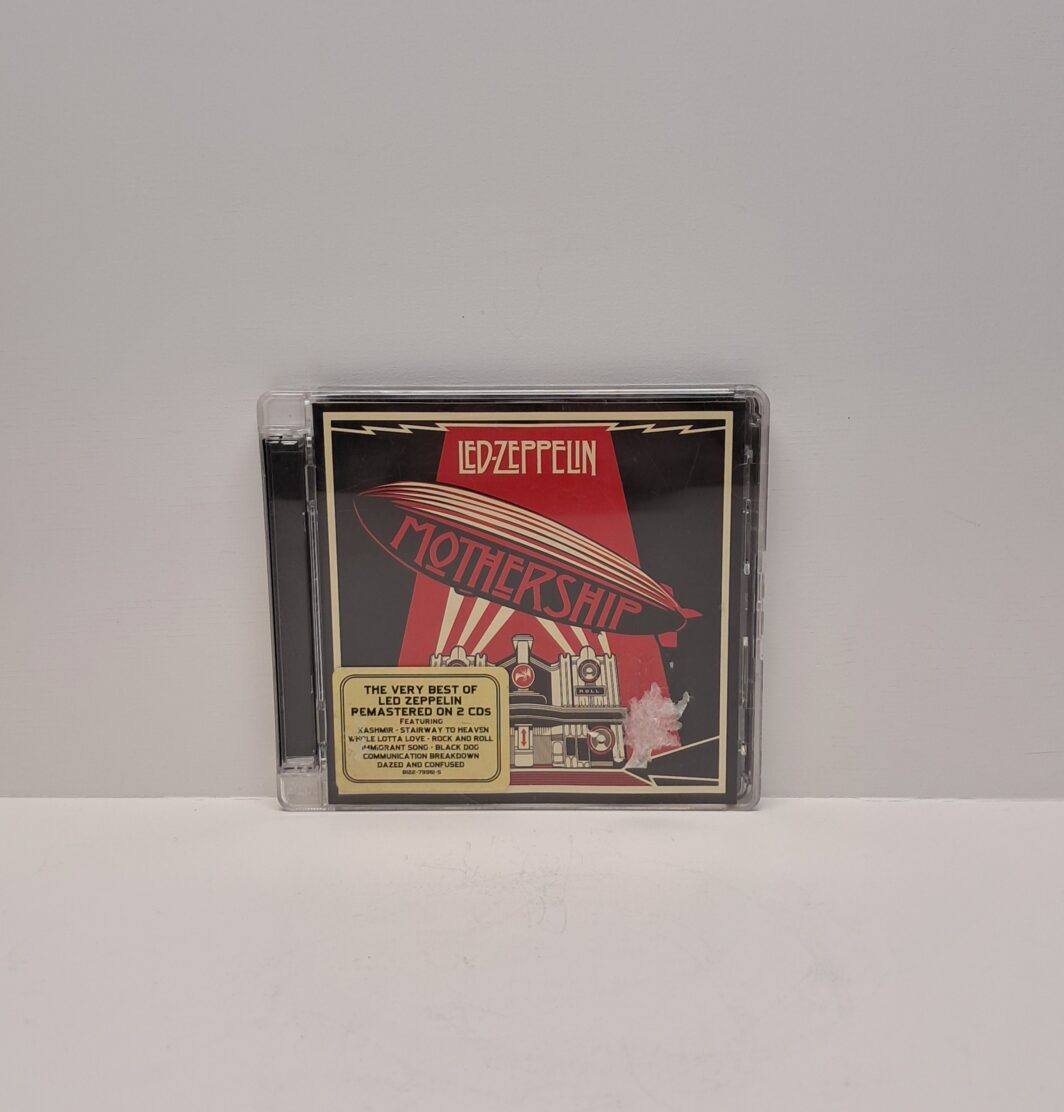 LED-ZEPPELIN
MOTHERSHIP
ROLL
THE VERY BEST OF
LED ZEPPELIN
REMASTERED ON 2 CDs
FEATURING
KASHMIR · STAIRWAY TO HEAVEN
WHOLE LOTTA LOVE · ROCK AND ROLL
IMMIGRANT SONG · BLACK DOG
COMMUNICATION BREAKDOWN
DAZED AND CONFUSED